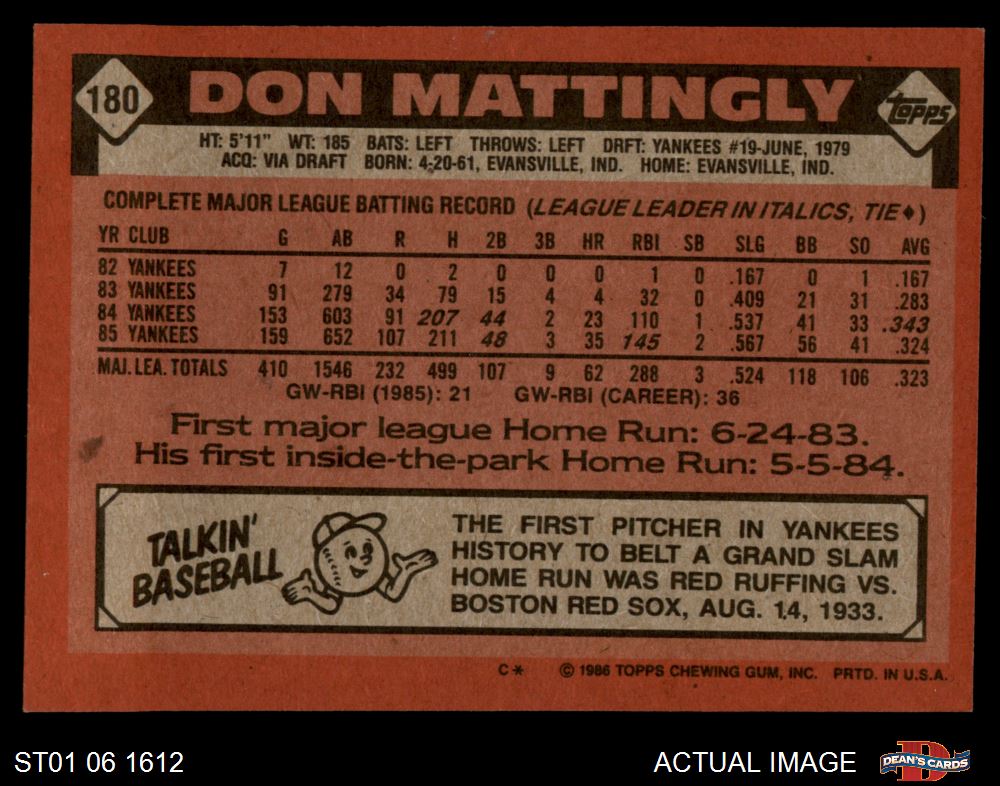 180 DON MATTINGLY topps
HT: 5'11" WT: 185 BATS: LEFT THROWS: LEFT DRFT: YANKEES #19-JUNE, 1979
ACQ: VIA DRAFT BORN: 4-20-61, EVANSVILLE, IND. HOME: EVANSVILLE, IND.
COMPLETE MAJOR LEAGUE BATTING RECORD (LEAGUE LEADER IN ITALICS, TIE♦)
YR CLUB G AB R H 2B 3B HR RBI SB SLG BB SO AVG
82 YANKEES 7 12 0 2 0 0 0 1 0 .167 0 1 .167
83 YANKEES 91 279 34 79 15 4 4 32 0 .409 21 31 .283
84 YANKEES 153 603 91 207 44 2 23 110 1 .537 41 33 .343
85 YANKEES 159 652 107 211 48 3 35 145 2 .567 56 41 .324
MAJ. LEA. TOTALS 410 1546 232 499 107 9 62 288 3 .524 118 106 .323
GW-RBI (1985): 21 GW-RBI (CAREER): 36
First major league Home Run: 6-24-83.
His first inside-the-park Home Run: 5-5-84.
TALKIN'
BASEBALL
THE FIRST PITCHER IN YANKEES
HISTORY TO BELT A GRAND SLAM
HOME RUN WAS RED RUFFING VS.
BOSTON RED SOX, AUG. 14, 1933.
C* © 1986 TOPPS CHEWING GUM, INC. PRTD. IN U.S.A.
ST01 06 1612 ACTUAL IMAGE D DEAN'S CARDS